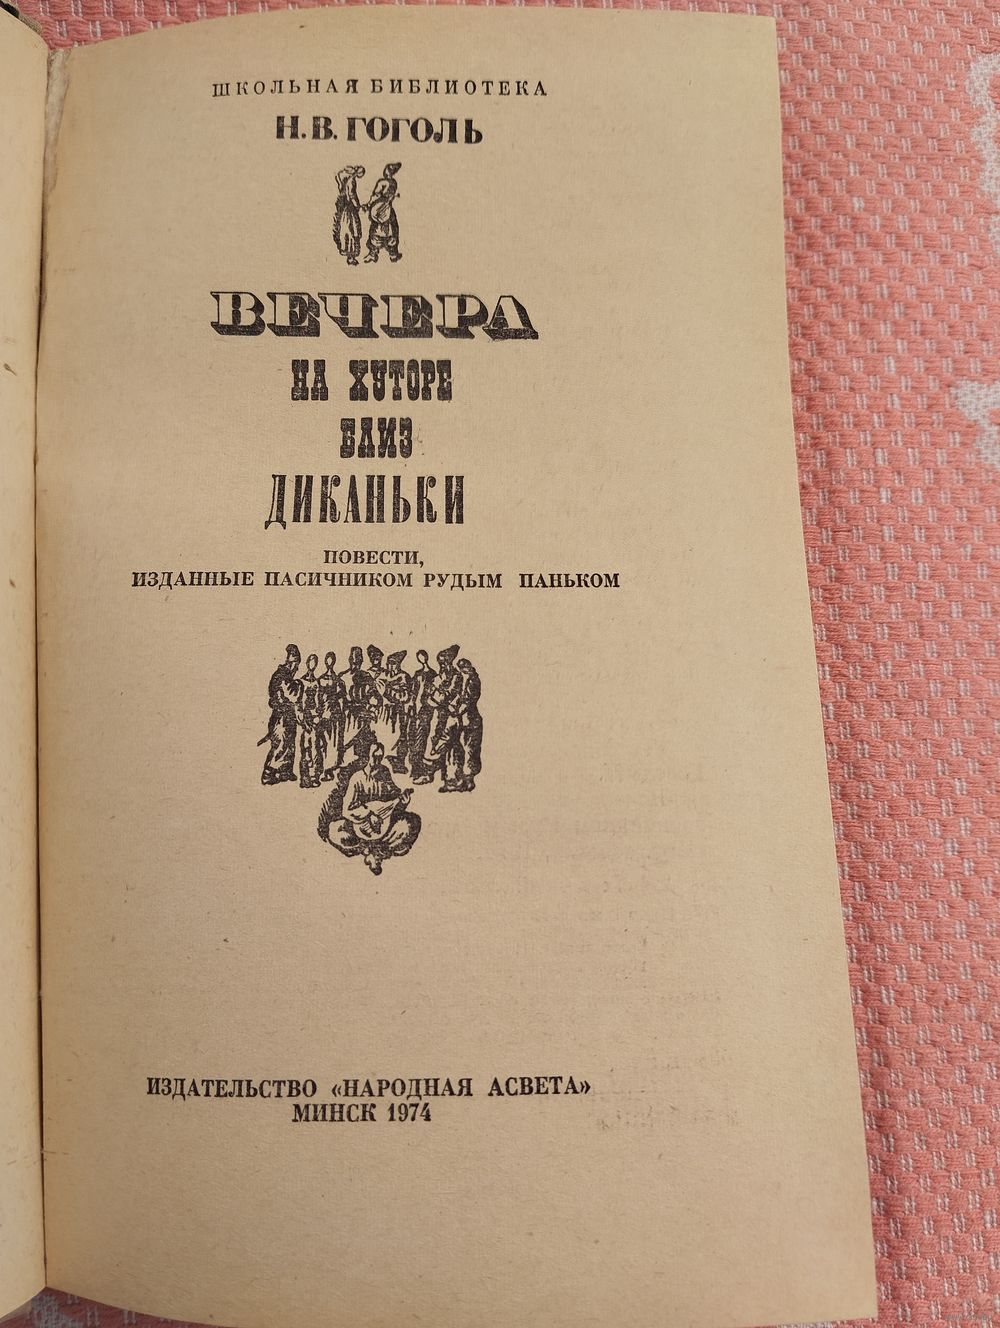 ШКОЛЬНАЯ БИБЛИОТЕКА
Н. В. ГОГОЛЬ
ВЕЧЕРА
НА ХУТОРЕ
БЛИЗ
ДИКАНЬКИ
ПОВЕСТИ,
ИЗДАННЫЕ ПАСИЧНИКОМ РУДЫМ ПАНЬКОМ
ИЗДАТЕЛЬСТВО «НАРОДНАЯ АСВЕТА»
МИНСК 1974